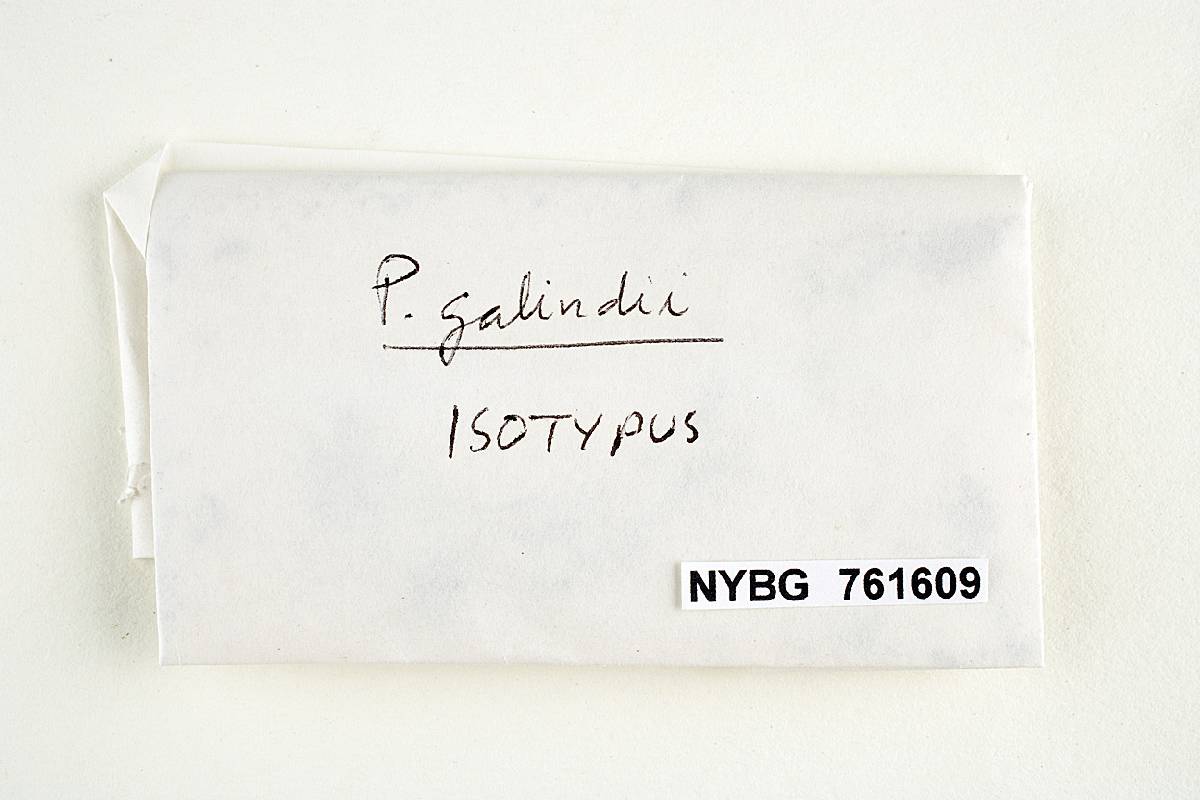 P. galindii
ISOTYPUS
NYBG 761609